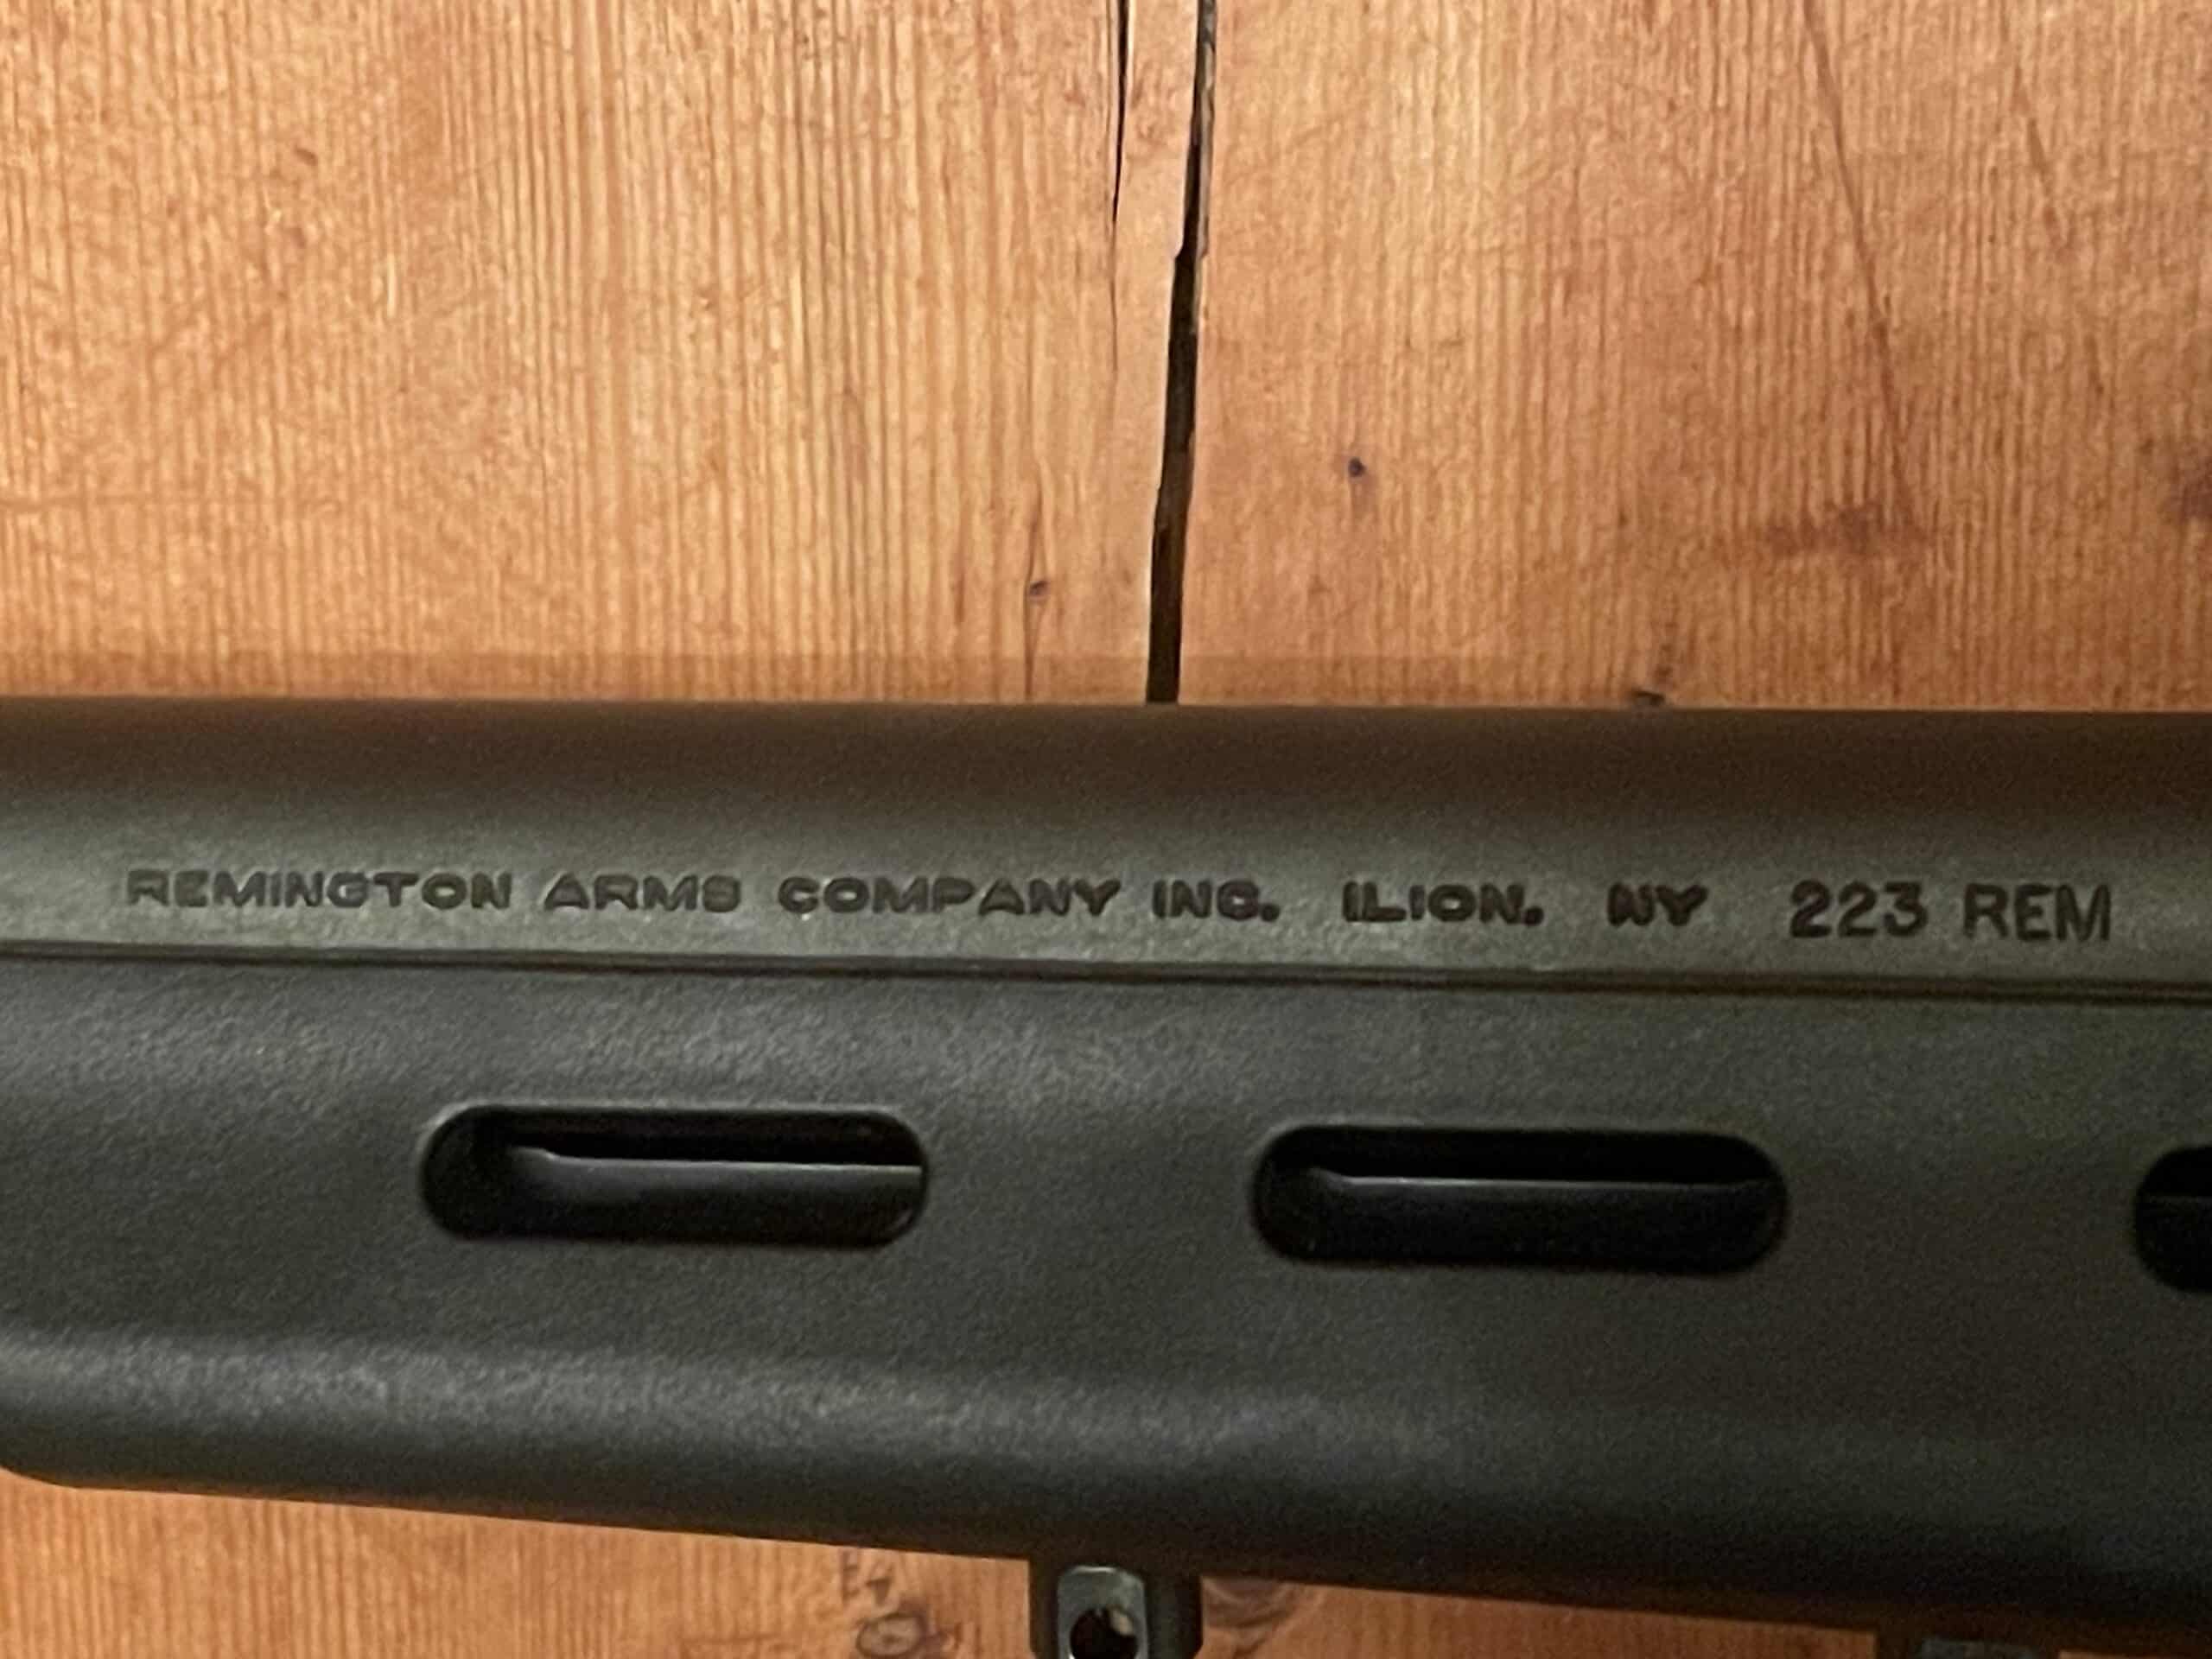 REMINGTON ARMS COMPANY INC. ILION. NY 223 REM